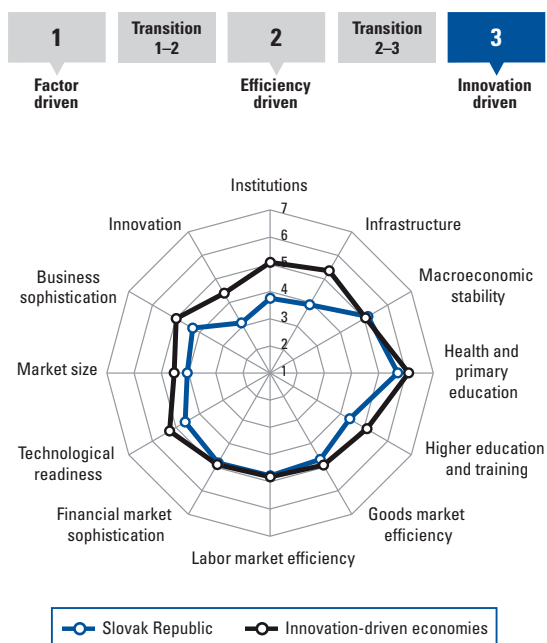 1
Transition
1–2
2
Transition
2–3
3
Factor
driven
Efficiency
driven
Innovation
driven
Institutions
Infrastructure
Macroeconomic
stability
Health and
primary
education
Higher education
and training
Goods market
efficiency
Labor market efficiency
Financial market
sophistication
Technological
readiness
Market size
Business
sophistication
Innovation
7
6
5
4
3
2
1
Slovak Republic
Innovation-driven economies